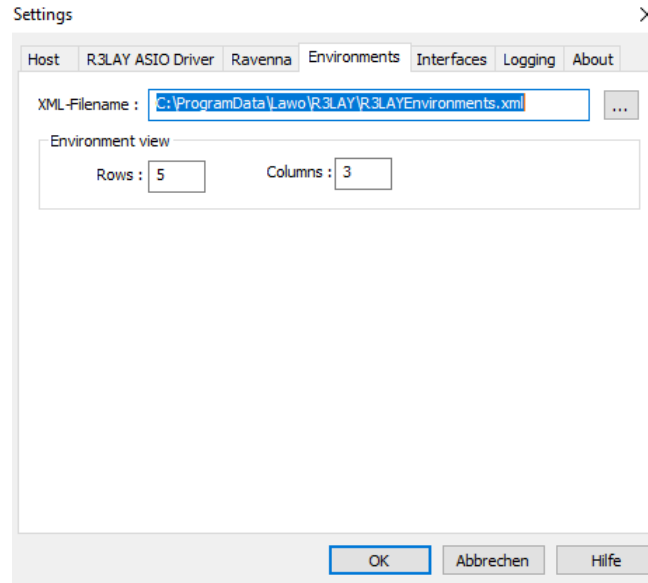 Settings
Host R3LAY ASIO Driver Ravenna Environments Interfaces Logging About
XML-Filename : C:\ProgramData\Lawo\R3LAY\R3LAYEnvironments.xml ...
Environment view
Rows : 5 Columns : 3
OK Abbrechen Hilfe